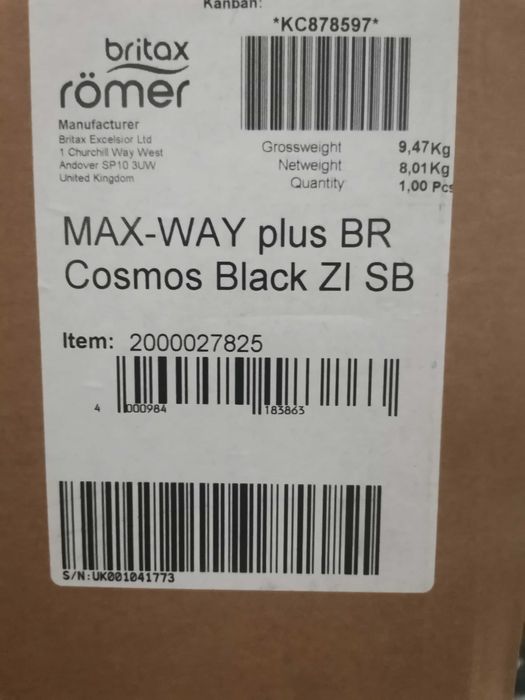 Kanban:
*KC878597*
britax
römer
Manufacturer
Britax Excelsior Ltd
1 Churchill Way West
Andover SP10 3UW
United Kingdom
Grossweight 9,47Kg
Netweight 8,01Kg
Quantity 1,00 Pcs
MAX-WAY plus BR
Cosmos Black ZI SB
Item: 2000027825
4 000984 183863
S/N:UK001041773